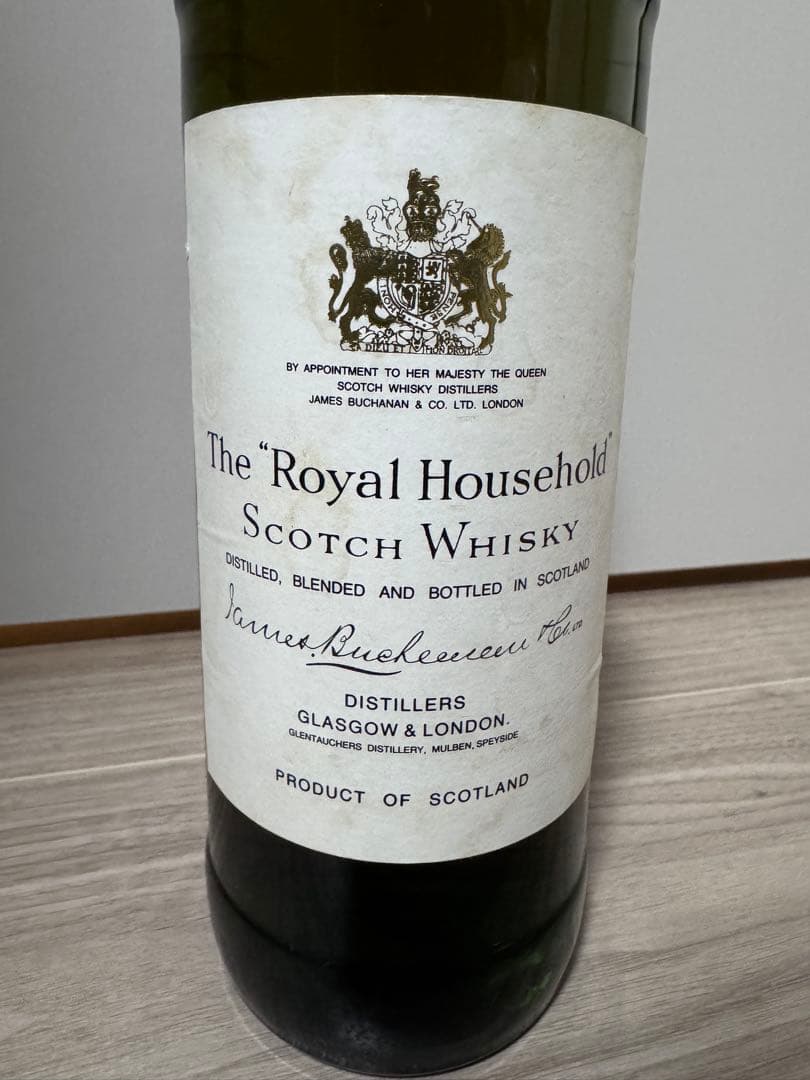 DIEU ET MON DROIT
BY APPOINTMENT TO HER MAJESTY THE QUEEN
SCOTCH WHISKY DISTILLERS
JAMES BUCHANAN & CO. LTD. LONDON
The "Royal Household"
SCOTCH WHISKY
DISTILLED, BLENDED AND BOTTLED IN SCOTLAND
James Buchanan & Co.
DISTILLERS
GLASGOW & LONDON.
GLENTAUCHERS DISTILLERY, MULBEN, SPEYSIDE
PRODUCT OF SCOTLAND